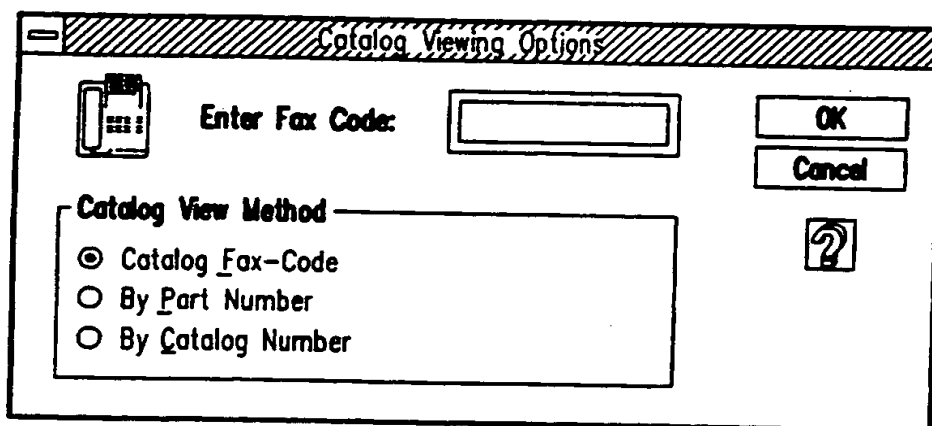 Catalog Viewing Options
Enter Fax Code:
OK
Cancel
Catalog View Method
Catalog Fax-Code
By Part Number
By Catalog Number
?